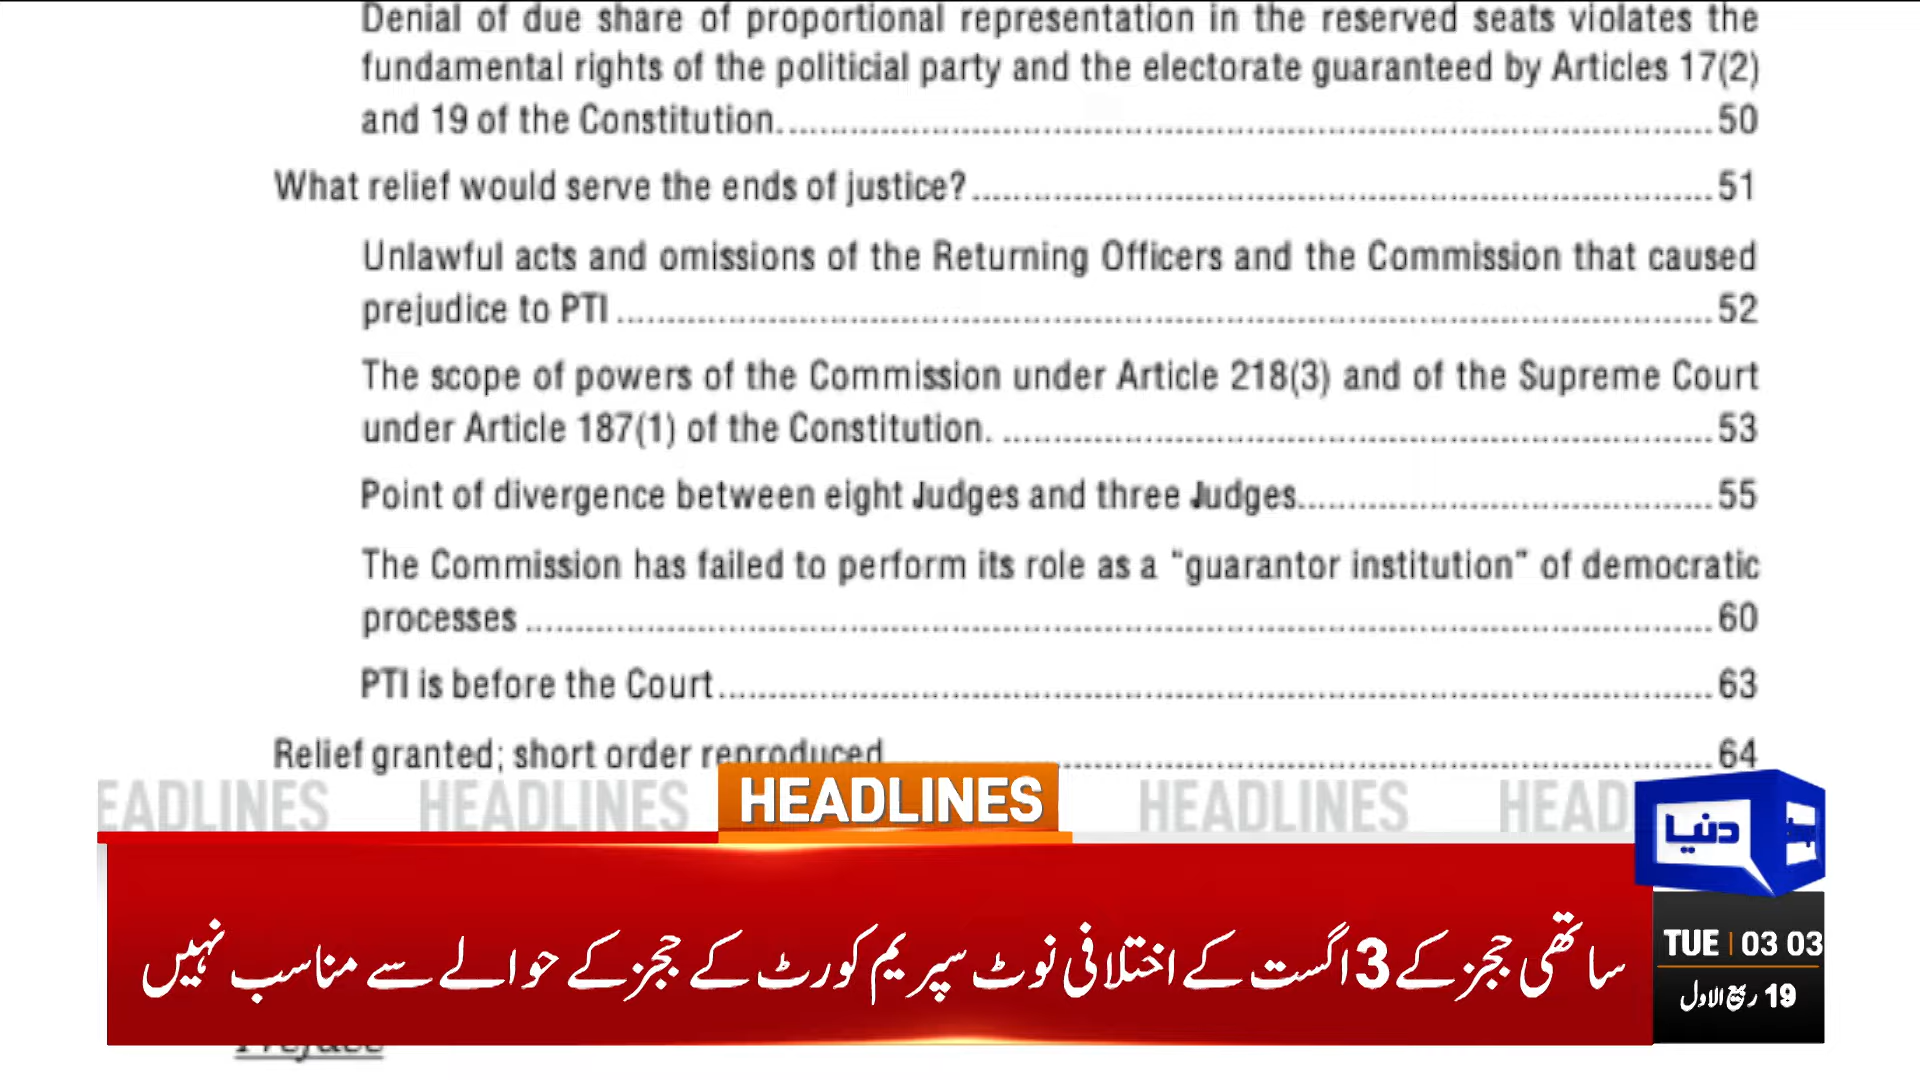 Denial of due share of proportional representation in the reserved seats violates the
fundamental rights of the politicial party and the electorate guaranteed by Articles 17(2)
and 19 of the Constitution. 50
What relief would serve the ends of justice? 51
Unlawful acts and omissions of the Returning Officers and the Commission that caused
prejudice to PTI 52
The scope of powers of the Commission under Article 218(3) and of the Supreme Court
under Article 187(1) of the Constitution. 53
Point of divergence between eight Judges and three Judges 55
The Commission has failed to perform its role as a "guarantor institution" of democratic
processes 60
PTI is before the Court 63
Relief granted; short order reproduced 64
EADLINES HEADLINES HEADLINES HEADLINES HEAD
دنیا
ساتھی ججز کے 3 اگست کے اختلافی نوٹ سپریم کورٹ کے ججز کے حوالے سے مناسب نہیں
TUE 03 03
19 ربیع الاول
Preface